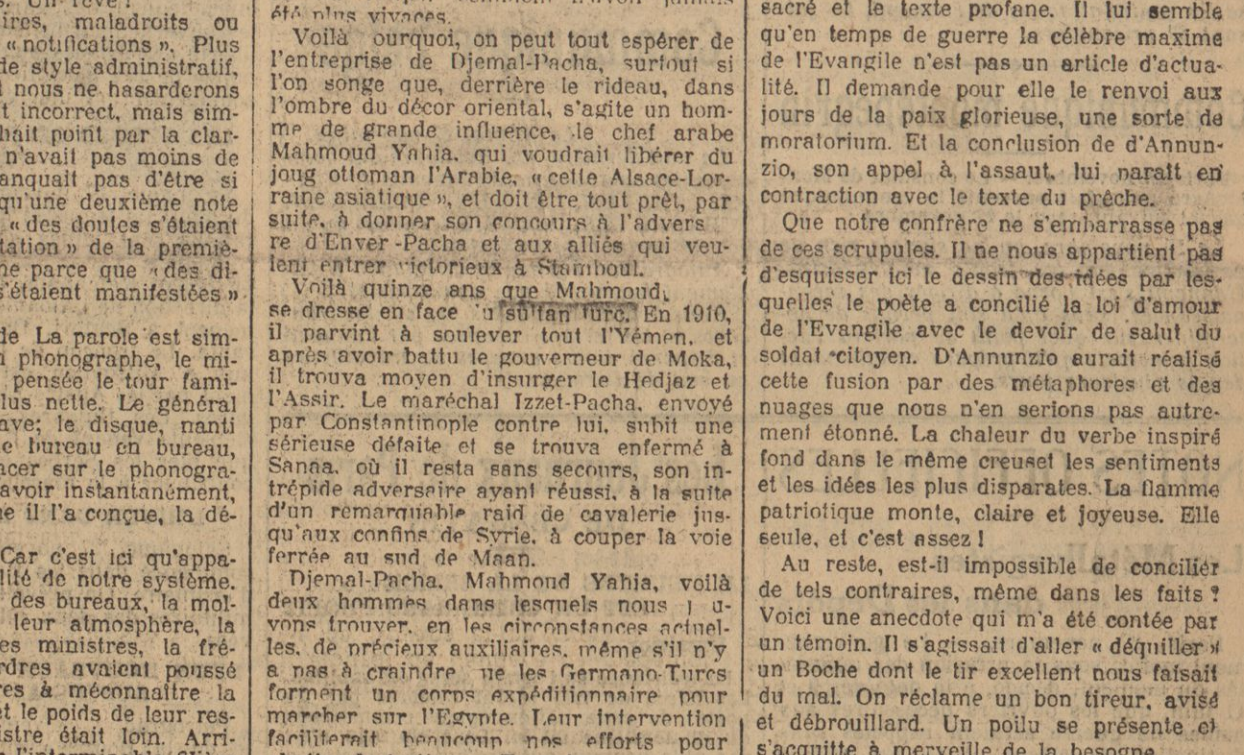 . Un rêve !
ires, maladroits ou
« notifications ». Plus
de style administratif,
nous ne hasarderons
t incorrect, mais sim-
hait point par la clar-
n'avait pas moins de
anquait pas d'être si
qu'une deuxième note
« des doutes s'étaient
tation » de la premiè-
ne parce que « des di-
s'étaient manifestées »
de La parole est sim-
phonographe, le mi-
pensée le tour fami-
lus nette. Le général
ave; le disque, nanti
e bureau en bureau,
ncer sur le phonogra-
avoir instantanément,
e il l'a conçue, la dé-
Car c'est ici qu'appa-
lité de notre système.
des bureaux, la mol-
leur atmosphère, la
es ministres, la fré-
rdres avaient poussé
res à méconnaître la
et le poids de leur res-
istre était loin. Arri-
été plus vivaces.
Voilà ourquoi, on peut tout espérer de
l'entreprise de Djemal-Pacha, surtout si
l'on songe que, derrière le rideau, dans
l'ombre du décor oriental, s'agite un hom-
me de grande influence, le chef arabe
Mahmoud Yahia, qui voudrait libérer du
joug ottoman l'Arabie, « cette Alsace-Lor-
raine asiatique », et doit être tout prêt, par
suite, à donner son concours à l'advers
re d'Enver-Pacha et aux alliés qui veu-
lent entrer victorieux à Stamboul.
Voilà quinze ans que Mahmoud,
se dresse en face u sultan turc. En 1910,
il parvint à soulever tout l'Yémen, et
après avoir battu le gouverneur de Moka,
il trouva moyen d'insurger le Hedjaz et
l'Assir. Le maréchal Izzet-Pacha, envoyé
par Constantinople contre lui, subit une
sérieuse défaite et se trouva enfermé à
Sanaa, où il resta sans secours, son in-
trépide adversaire ayant réussi, à la suite
d'un remarquable raid de cavalerie jus-
qu'aux confins de Syrie, à couper la voie
ferrée au sud de Maan.
Djemal-Pacha, Mahmoud Yahia, voilà
deux hommes dans lesquels nous u-
vons trouver, en les circonstances actuel-
les, de précieux auxiliaires, même s'il n'y
a pas à craindre ue les Germano-Turcs
forment un corps expéditionnaire pour
marcher sur l'Egypte. Leur intervention
faciliterait beaucoup nos efforts pour
sacré et le texte profane. Il lui semble
qu'en temps de guerre la célèbre maxime
de l'Evangile n'est pas un article d'actua-
lité. Il demande pour elle le renvoi aux
jours de la paix glorieuse, une sorte de
moratorium. Et la conclusion de d'Annun-
zio, son appel à l'assaut, lui paraît en
contraction avec le texte du prêche.
Que notre confrère ne s'embarrasse pas
de ces scrupules. Il ne nous appartient pas
d'esquisser ici le dessin des idées par les-
quelles le poète a concilié la loi d'amour
de l'Evangile avec le devoir de salut du
soldat citoyen. D'Annunzio aurait réalisé
cette fusion par des métaphores et des
nuages que nous n'en serions pas autre-
ment étonné. La chaleur du verbe inspiré
fond dans le même creuset les sentiments
et les idées les plus disparates. La flamme
patriotique monte, claire et joyeuse. Elle
seule, et c'est assez !
Au reste, est-il impossible de concilier
de tels contraires, même dans les faits ?
Voici une anecdote qui m'a été contée par
un témoin. Il s'agissait d'aller « déquiller »
un Boche dont le tir excellent nous faisait
du mal. On réclame un bon tireur, avisé
et débrouillard. Un poilu se présente et
s'acquitte à merveille de la besogne.